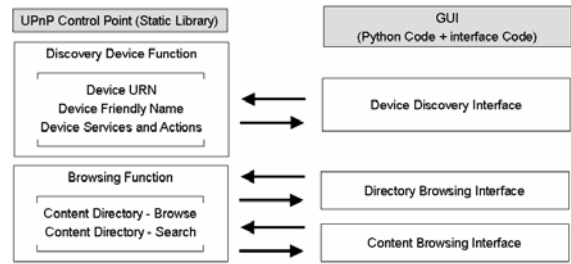 UPnP Control Point (Static Library)
GUI
(Python Code + interface Code)
Discovery Device Function
Device URN
Device Friendly Name
Device Services and Actions
Device Discovery Interface
Browsing Function
Content Directory - Browse
Content Directory - Search
Directory Browsing Interface
Content Browsing Interface